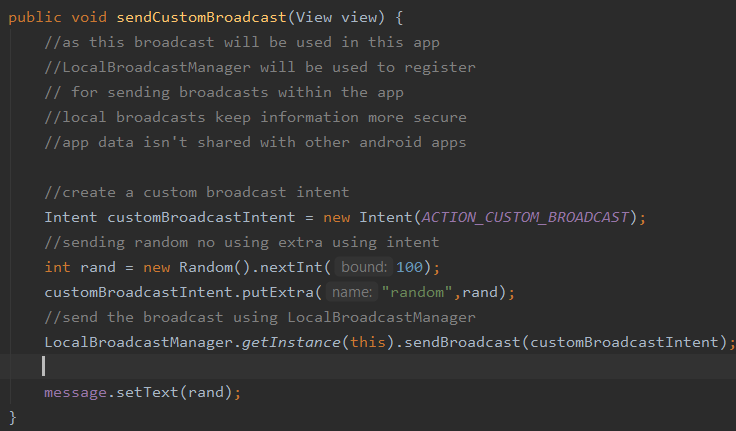 public void sendCustomBroadcast(View view) {
    //as this broadcast will be used in this app
    //LocalBroadcastManager will be used to register
    // for sending broadcasts within the app
    //local broadcasts keep information more secure
    //app data isn't shared with other android apps
    //create a custom broadcast intent
    Intent customBroadcastIntent = new Intent(ACTION_CUSTOM_BROADCAST);
    //sending random no using extra using intent
    int rand = new Random().nextInt( bound: 100);
    customBroadcastIntent.putExtra( name: "random",rand);
    //send the broadcast using LocalBroadcastManager
    LocalBroadcastManager.getInstance(this).sendBroadcast(customBroadcastIntent);
    message.setText(rand);
}